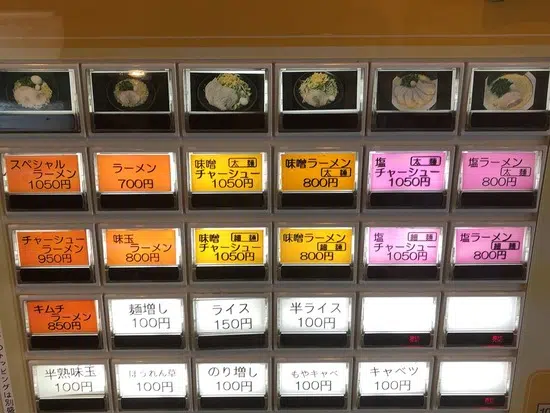 スペシャル
ラーメン
1050円
ラーメン
700円
味噌 太麺
チャーシュー
1050円
味噌ラーメン
太麺
800円
塩 太麺
チャーシュー
1050円
塩ラーメン
太麺
800円
チャーシュー
ラーメン
950円
味玉
ラーメン
800円
味噌 細麺
チャーシュー
1050円
味噌ラーメン
細麺
800円
塩 細麺
チャーシュー
1050円
塩ラーメン
細麺
800円
キムチ
ラーメン
850円
麺増し
100円
ライス
150円
半ライス
100円
半熟味玉
100円
ほうれん草
100円
のり増し
100円
もやキャベ
100円
キャベツ
100円